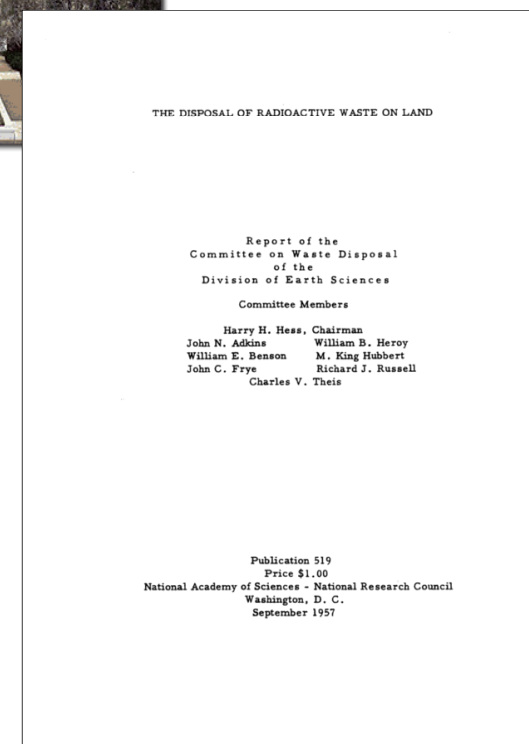 THE DISPOSAL OF RADIOACTIVE WASTE ON LAND
Report of the
Committee on Waste Disposal
of the
Division of Earth Sciences
Committee Members
Harry H. Hess, Chairman
John N. Adkins William B. Heroy
William E. Benson M. King Hubbert
John C. Frye Richard J. Russell
Charles V. Theis
Publication 519
Price $1.00
National Academy of Sciences - National Research Council
Washington, D. C.
September 1957